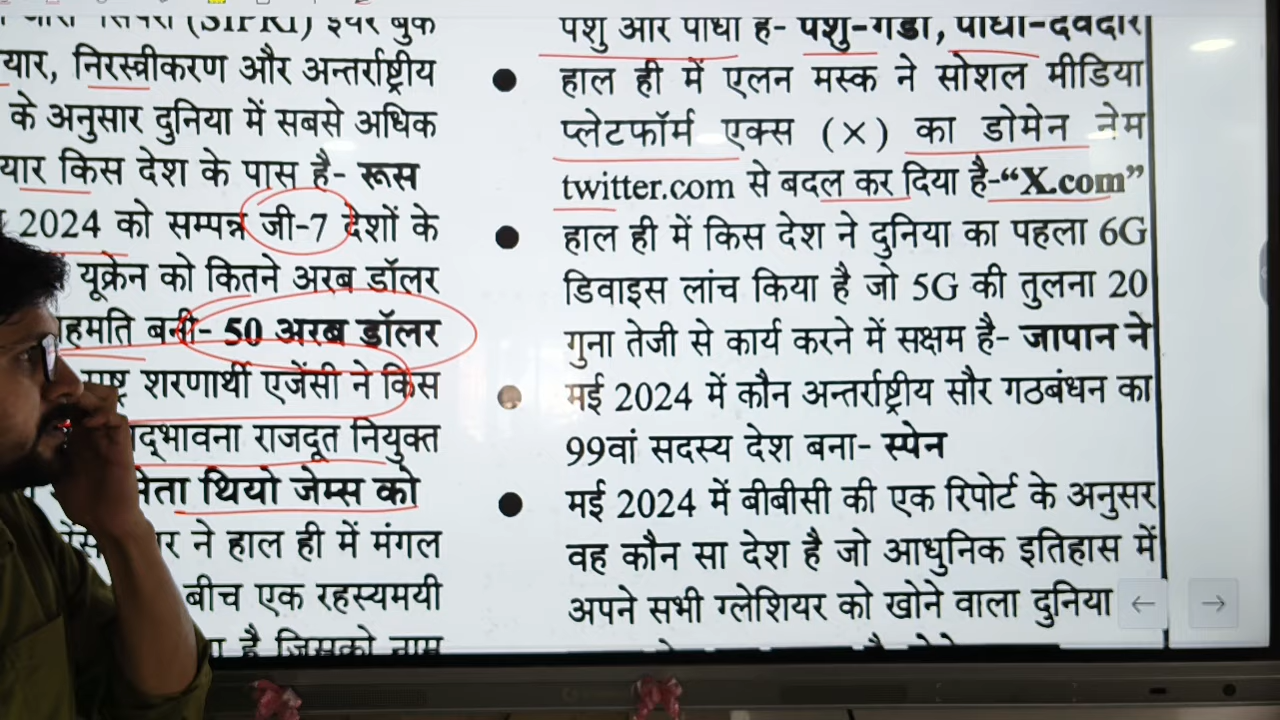 (SIPRI) इयर बुक
यार, निरस्त्रीकरण और अन्तर्राष्ट्रीय
के अनुसार दुनिया में सबसे अधिक
यार किस देश के पास है- रूस
2024 को सम्पन्न जी-7 देशों के
यूक्रेन को कितने अरब डॉलर
हमति बनी- 50 अरब डॉलर
शरणार्थी एजेंसी ने किस
द्भावना राजदूत नियुक्त
नेता थियो जेम्स को
र ने हाल ही में मंगल
बीच एक रहस्यमयी
है जिसको नाम
पशु और पौधा है- पशु-गैंडा, पौधा-देवदार
● हाल ही में एलन मस्क ने सोशल मीडिया
प्लेटफॉर्म एक्स (X) का डोमेन नेम
twitter.com से बदल कर दिया है-“X.com”
● हाल ही में किस देश ने दुनिया का पहला 6G
डिवाइस लांच किया है जो 5G की तुलना 20
गुना तेजी से कार्य करने में सक्षम है- जापान ने
● मई 2024 में कौन अन्तर्राष्ट्रीय सौर गठबंधन का
99वां सदस्य देश बना- स्पेन
● मई 2024 में बीबीसी की एक रिपोर्ट के अनुसर
वह कौन सा देश है जो आधुनिक इतिहास में
अपने सभी ग्लेशियर को खोने वाला दुनिया